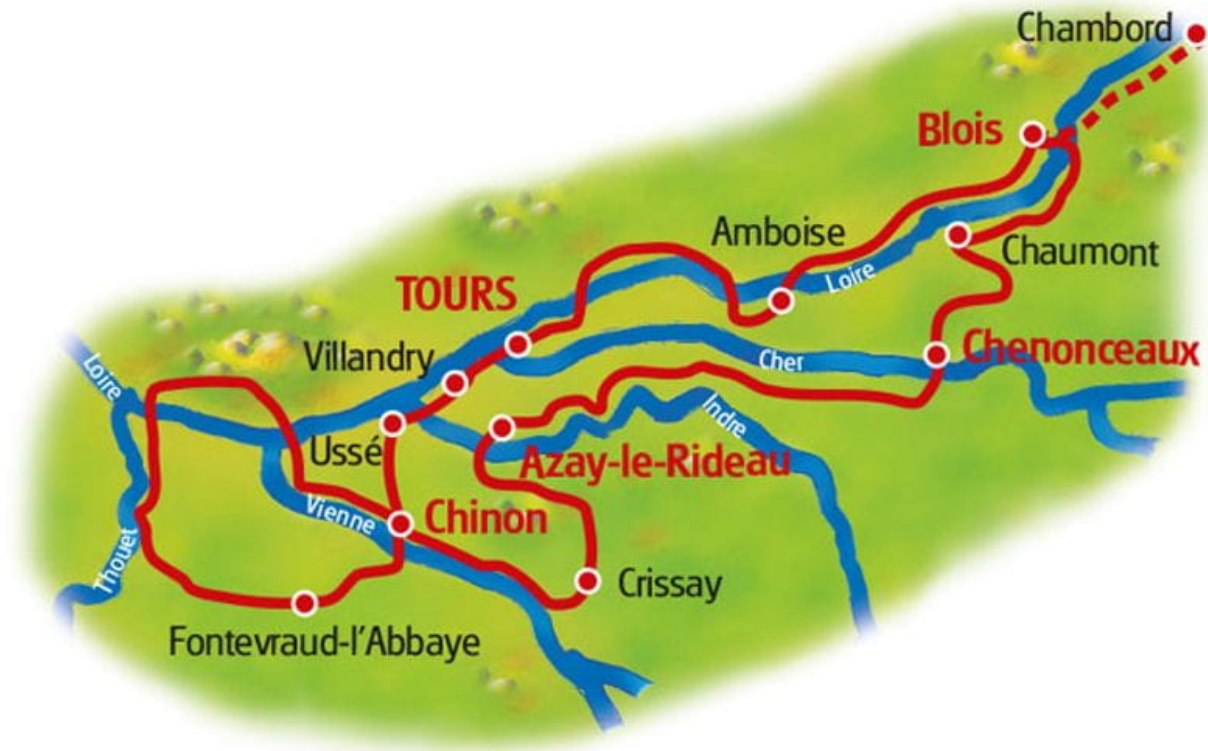 Chambord
Blois
Amboise
Loire
Chaumont
TOURS
Villandry
Cher
Chenonceaux
Loire
Indre
Ussé
Azay-le-Rideau
Vienne
Chinon
Thouet
Crissay
Fontevraud-l'Abbaye